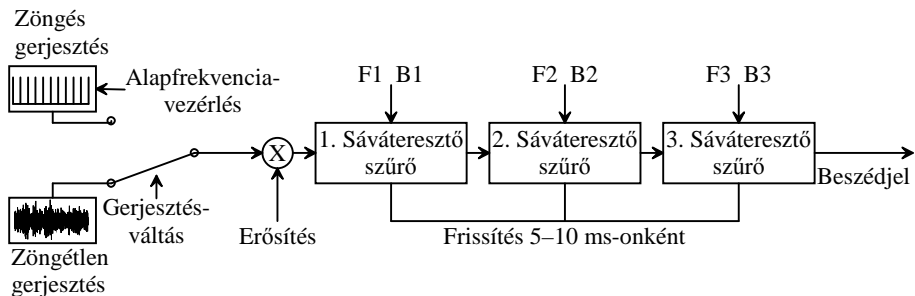 Zöngés
gerjesztés
Alapfrekvencia-
vezérlés
F1 B1
F2 B2
F3 B3
X
1. Sáváteresztő
szűrő
2. Sáváteresztő
szűrő
3. Sáváteresztő
szűrő
Beszédjel
Gerjesztés-
váltás
Erősítés
Frissítés 5–10 ms-onként
Zöngétlen
gerjesztés